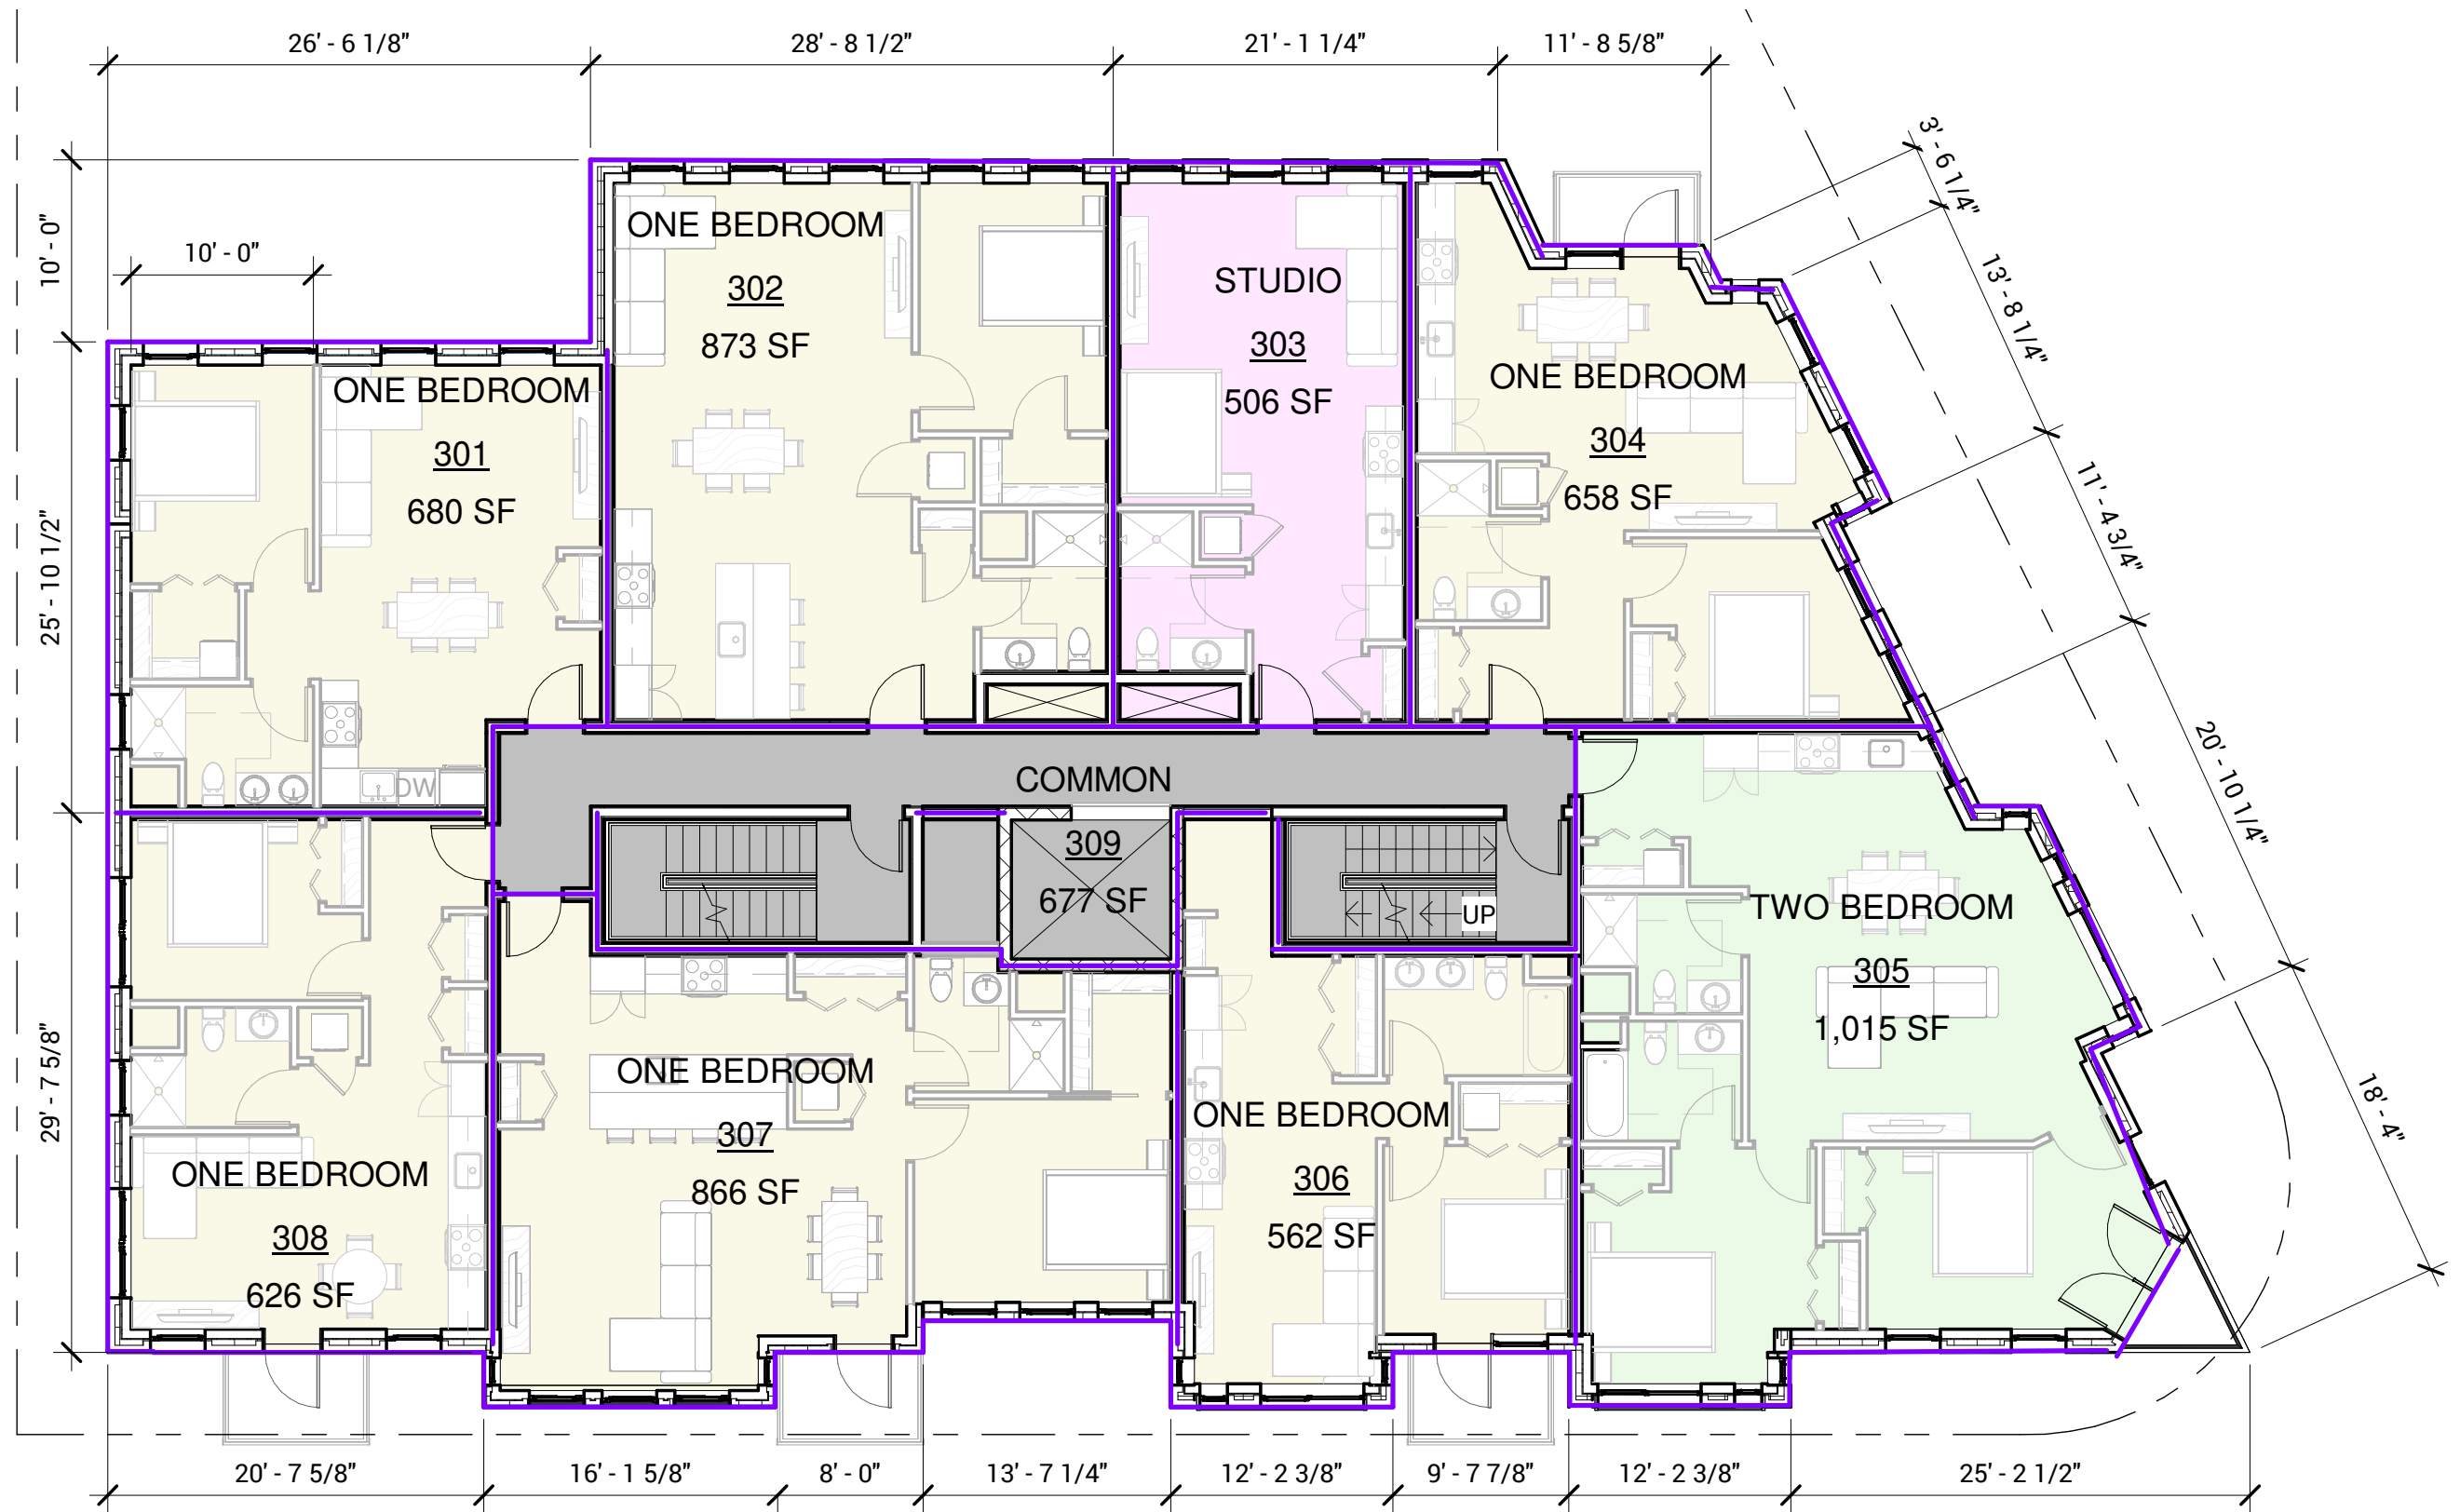 26' - 6 1/8"
28' - 8 1/2"
21' - 1 1/4"
11' - 8 5/8"
3' - 6 1/4"
13' - 8 1/4"
11' - 4 3/4"
20' - 10 1/4"
18' - 4"
10' - 0"
25' - 10 1/2"
29' - 7 5/8"
10' - 0"
ONE BEDROOM
301
680 SF
DW
ONE BEDROOM
302
873 SF
STUDIO
303
506 SF
ONE BEDROOM
304
658 SF
COMMON
309
677 SF
UP
TWO BEDROOM
305
1,015 SF
ONE BEDROOM
306
562 SF
ONE BEDROOM
307
866 SF
ONE BEDROOM
308
626 SF
20' - 7 5/8"
16' - 1 5/8"
8' - 0"
13' - 7 1/4"
12' - 2 3/8"
9' - 7 7/8"
12' - 2 3/8"
25' - 2 1/2"